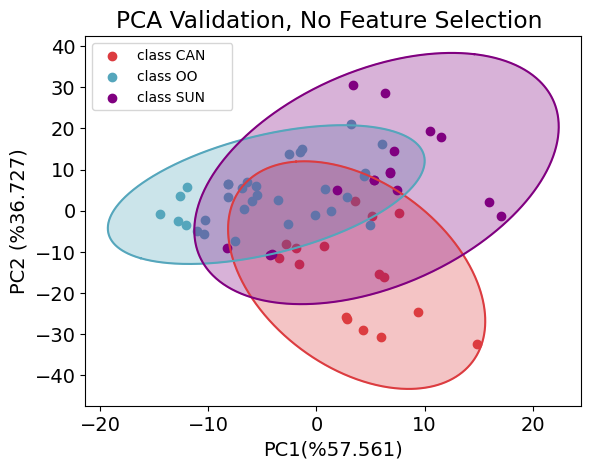 PCA Validation, No Feature Selection
class CAN
class OO
class SUN
40
30
20
10
0
−10
−20
−30
−40
PC2 (%36.727)
−20 −10 0 10 20
PC1(%57.561)